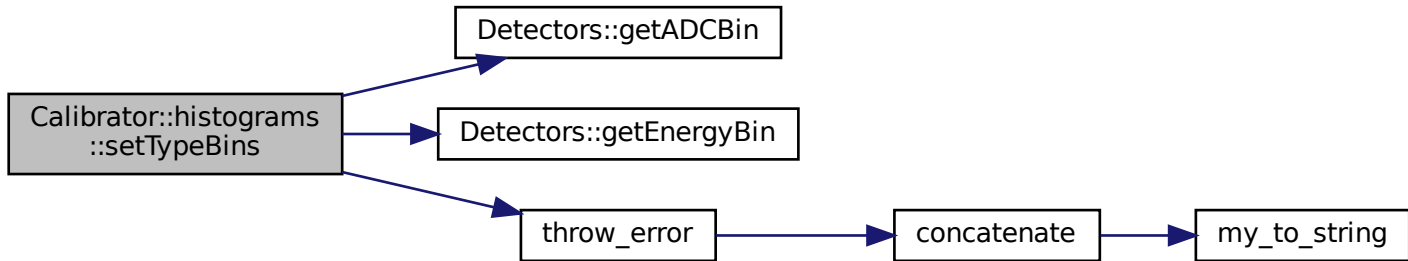 Detectors::getADCBin
Calibrator::histograms
::setTypeBins
Detectors::getEnergyBin
throw_error
concatenate
my_to_string